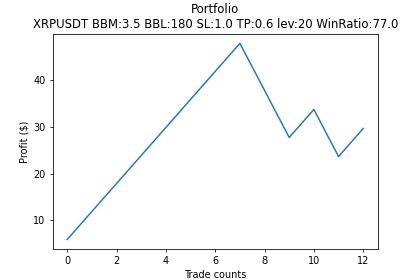 Portfolio
XRPUSDT BBM:3.5 BBL:180 SL:1.0 TP:0.6 lev:20 WinRatio:77.0
40
30
20
10
Profit ($)
0 2 4 6 8 10 12
Trade counts